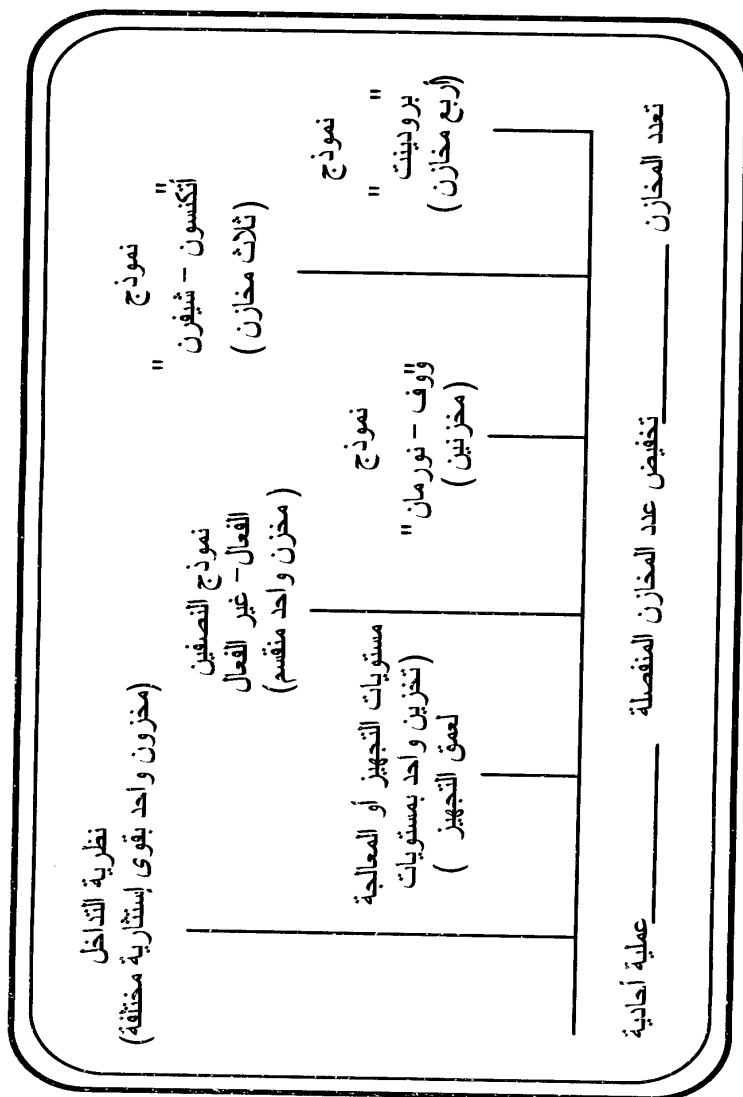 نموذج
" برودينت "
(أربع مخازن)
نموذج
" أتكنسون - شيفرن "
(ثلاث مخازن)
نموذج
" ووف - نورمان "
(مخزنين)
نموذج النصفين
الفعال - غير الفعال
(مخزن واحد منقسم)
مستويات التجهيز أو المعالجة
(تخزين واحد بمستويات
لعمق التجهيز )
نظرية التداخل
(مخزون واحد بقوى إستثارية مختلفة)
تعدد المخازن
تخفيض عدد المخازن المنفصلة
عملية أحادية